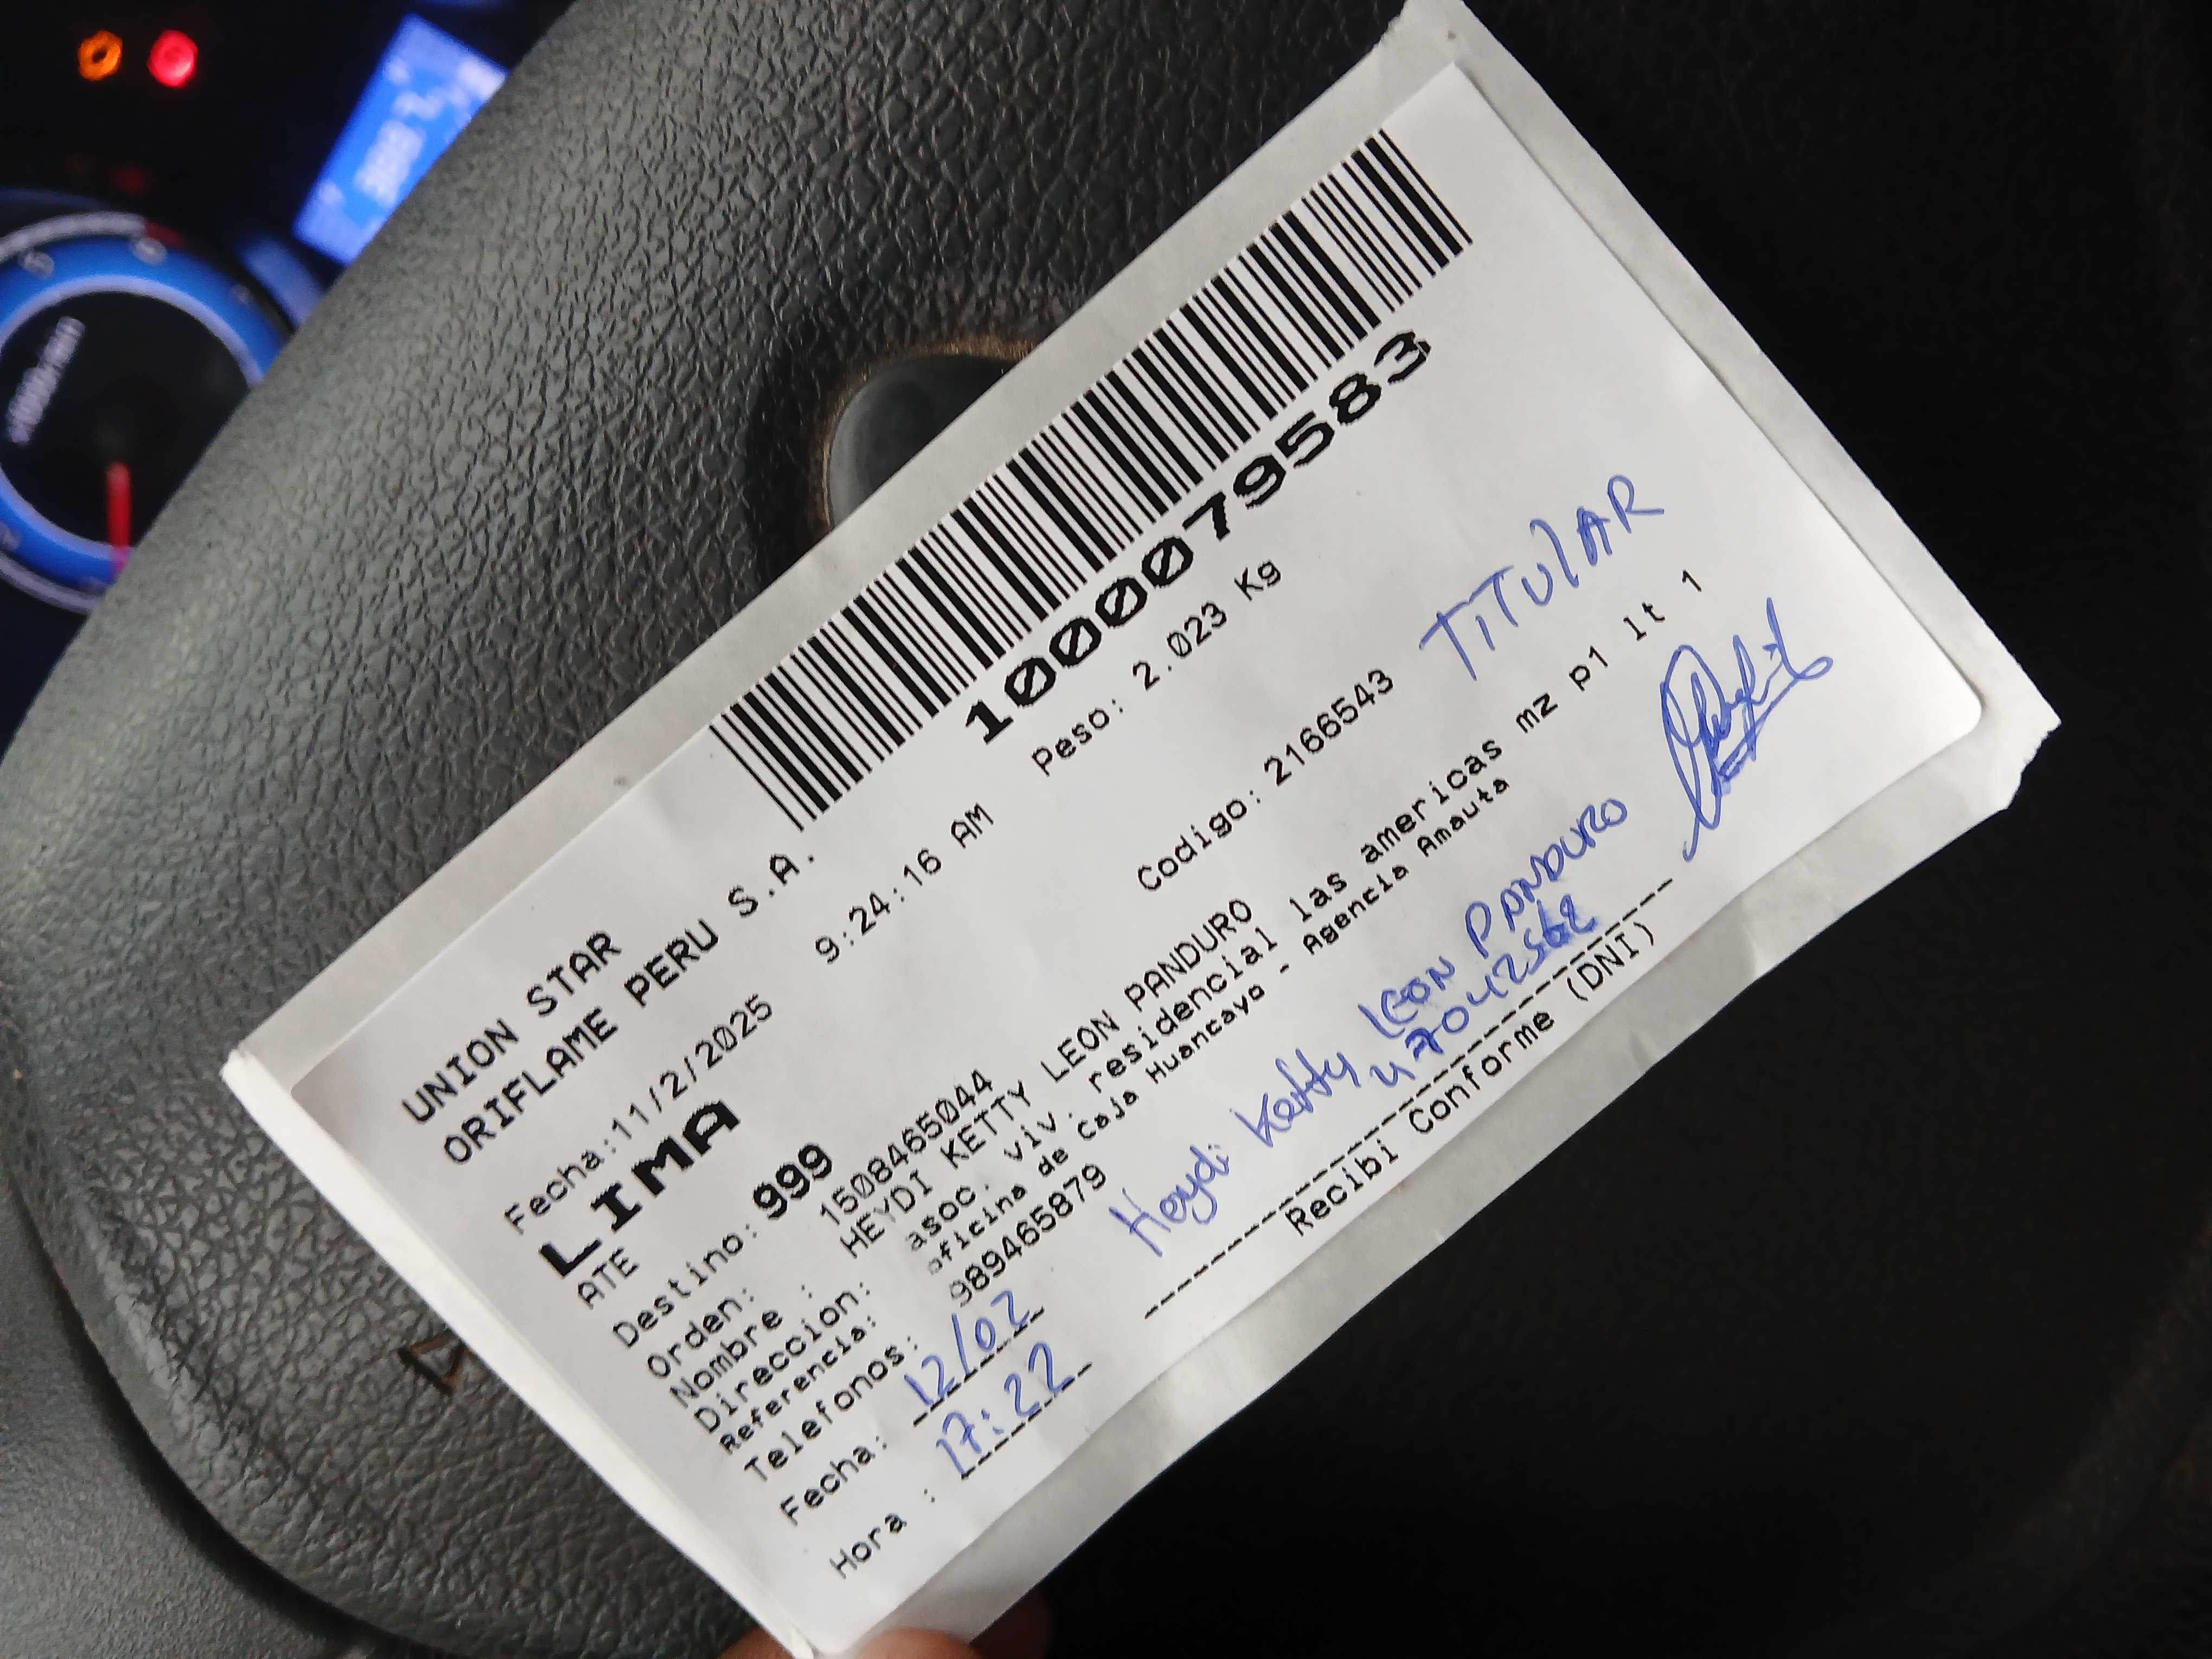 UNION STAR
ORIFLAME PERU S.A.
10000079583
Fecha:11/2/2025 9:24:16 AM Peso: 2.023 Kg
LIMA
ATE
Destino: 999
Orden: 1508465044 Codigo: 2166543 TITULAR
Nombre : HEYDI KETTY LEON PANDURO
Direccion: asoc. viv. residencial las americas mz p1 lt 1
Referencia: oficina de Caja Huancayo - Agencia Amauta
Telefonos: 989465879
Fecha: 12/02
Hora : 17:22
Heydi Ketty LEON PANDURO
Recibi Conforme (DNI)